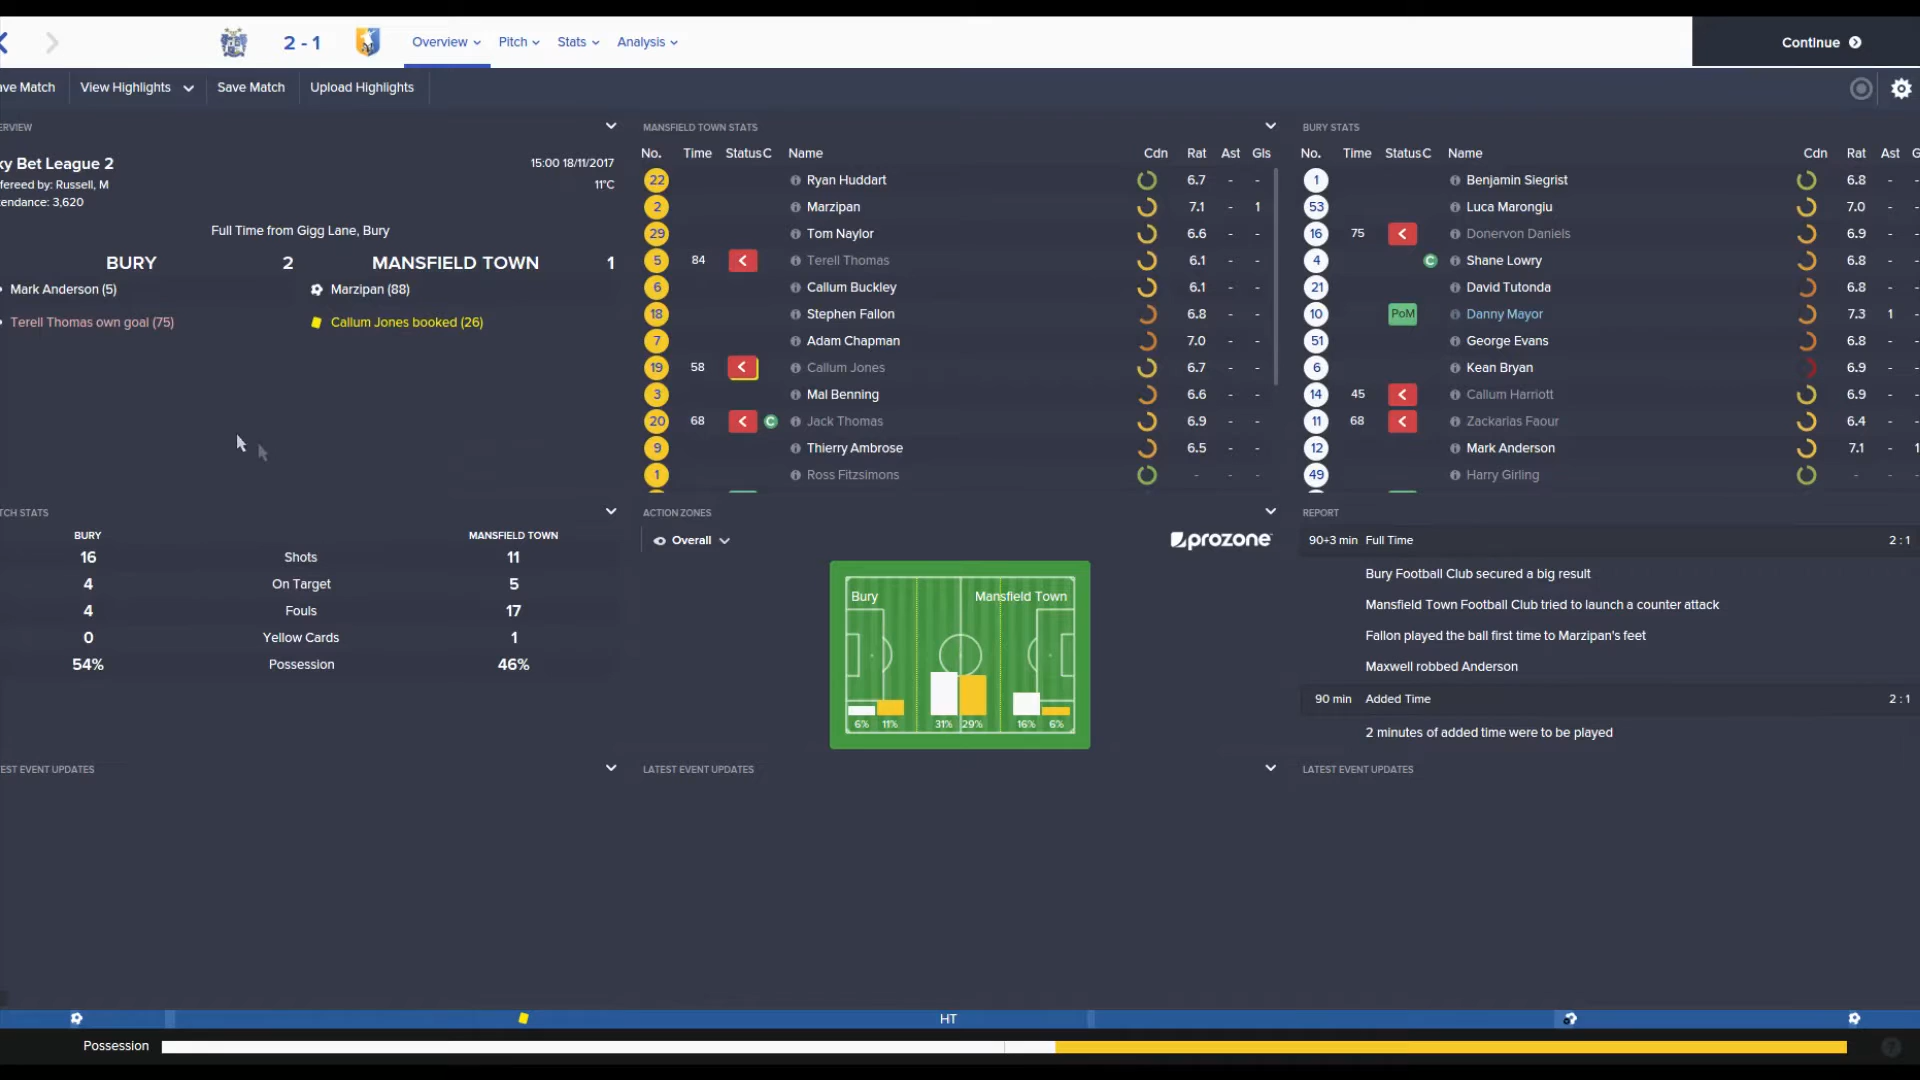 2 - 1
Overview
Pitch
Stats
Analysis
Continue
ave Match
View Highlights
Save Match
Upload Highlights
ERVIEW
ky Bet League 2
15:00 18/11/2017
fereed by: Russell, M
11°C
tendance: 3,620
Full Time from Gigg Lane, Bury
BURY 2 MANSFIELD TOWN 1
Mark Anderson (5)
Marzipan (88)
Terell Thomas own goal (75)
Callum Jones booked (26)
MANSFIELD TOWN STATS
No. Time Status C Name Cdn Rat Ast Gls
22 Ryan Huddart 6.7 - -
2 Marzipan 7.1 - 1
29 Tom Naylor 6.6 - -
5 84 Terell Thomas 6.1 - -
6 Callum Buckley 6.1 - -
18 Stephen Fallon 6.8 - -
7 Adam Chapman 7.0 - -
19 58 Callum Jones 6.7 - -
3 Mal Benning 6.6 - -
20 68 C Jack Thomas 6.9 - -
9 Thierry Ambrose 6.5 - -
1 Ross Fitzsimons - - -
BURY STATS
No. Time Status C Name Cdn Rat Ast G
1 Benjamin Siegrist 6.8 - -
53 Luca Marongiu 7.0 - -
16 75 Donervon Daniels 6.9 - -
4 C Shane Lowry 6.8 - -
21 David Tutonda 6.8 - -
10 PoM Danny Mayor 7.3 1 -
51 George Evans 6.8 - -
6 Kean Bryan 6.9 - -
14 45 Callum Harriott 6.9 - -
11 68 Zackarias Faour 6.4 - -
12 Mark Anderson 7.1 - 1
49 Harry Girling - - -
TCH STATS
BURY MANSFIELD TOWN
16 Shots 11
4 On Target 5
4 Fouls 17
0 Yellow Cards 1
54% Possession 46%
ACTION ZONES
Overall
prozone
Bury Mansfield Town
6% 11% 31% 29% 16% 6%
REPORT
90+3 min Full Time 2 : 1
Bury Football Club secured a big result
Mansfield Town Football Club tried to launch a counter attack
Fallon played the ball first time to Marzipan's feet
Maxwell robbed Anderson
90 min Added Time 2 : 1
2 minutes of added time were to be played
EST EVENT UPDATES
LATEST EVENT UPDATES
LATEST EVENT UPDATES
HT
Possession